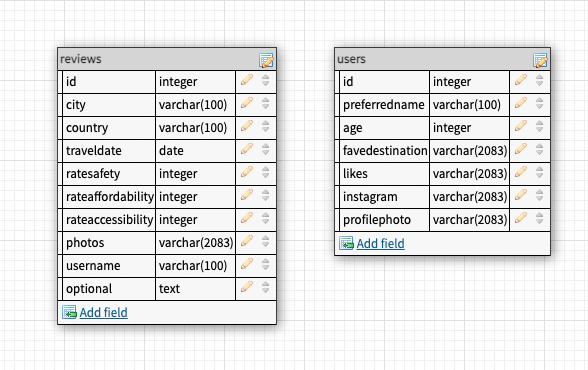 reviews
id integer
city varchar(100)
country varchar(100)
traveldate date
ratesafety integer
rateaffordability integer
rateaccessibility integer
photos varchar(2083)
username varchar(100)
optional text
Add field
users
id integer
preferredname varchar(100)
age integer
favedestination varchar(2083)
likes varchar(2083)
instagram varchar(2083)
profilephoto varchar(2083)
Add field